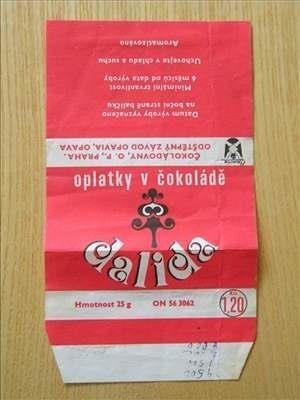 Aromatizováno
Uchovejte v chladu a suchu
6 měsíců od data výroby
Minimální trvanlivost
na boční straně balíčku
Datum výroby vyznačeno
ČOKOLÁDOVNY, O. P., PRAHA.
ODŠTĚPNÝ ZÁVOD OPAVIA, OPAVA
oplatky v čokoládě
dalida
Hmotnost 25 g ON 56 3062
Kčs
1,20